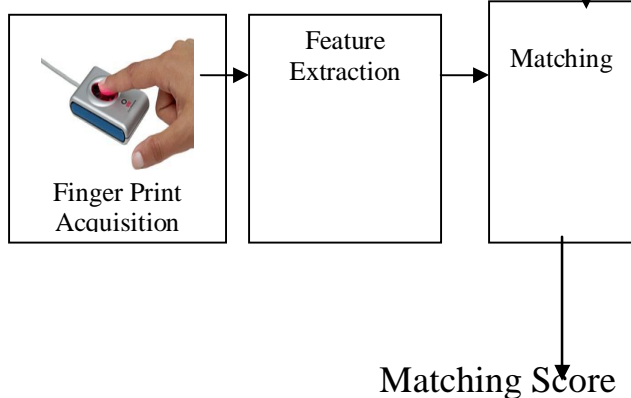 Feature
Extraction
Matching
Finger Print
Acquisition
Matching Score